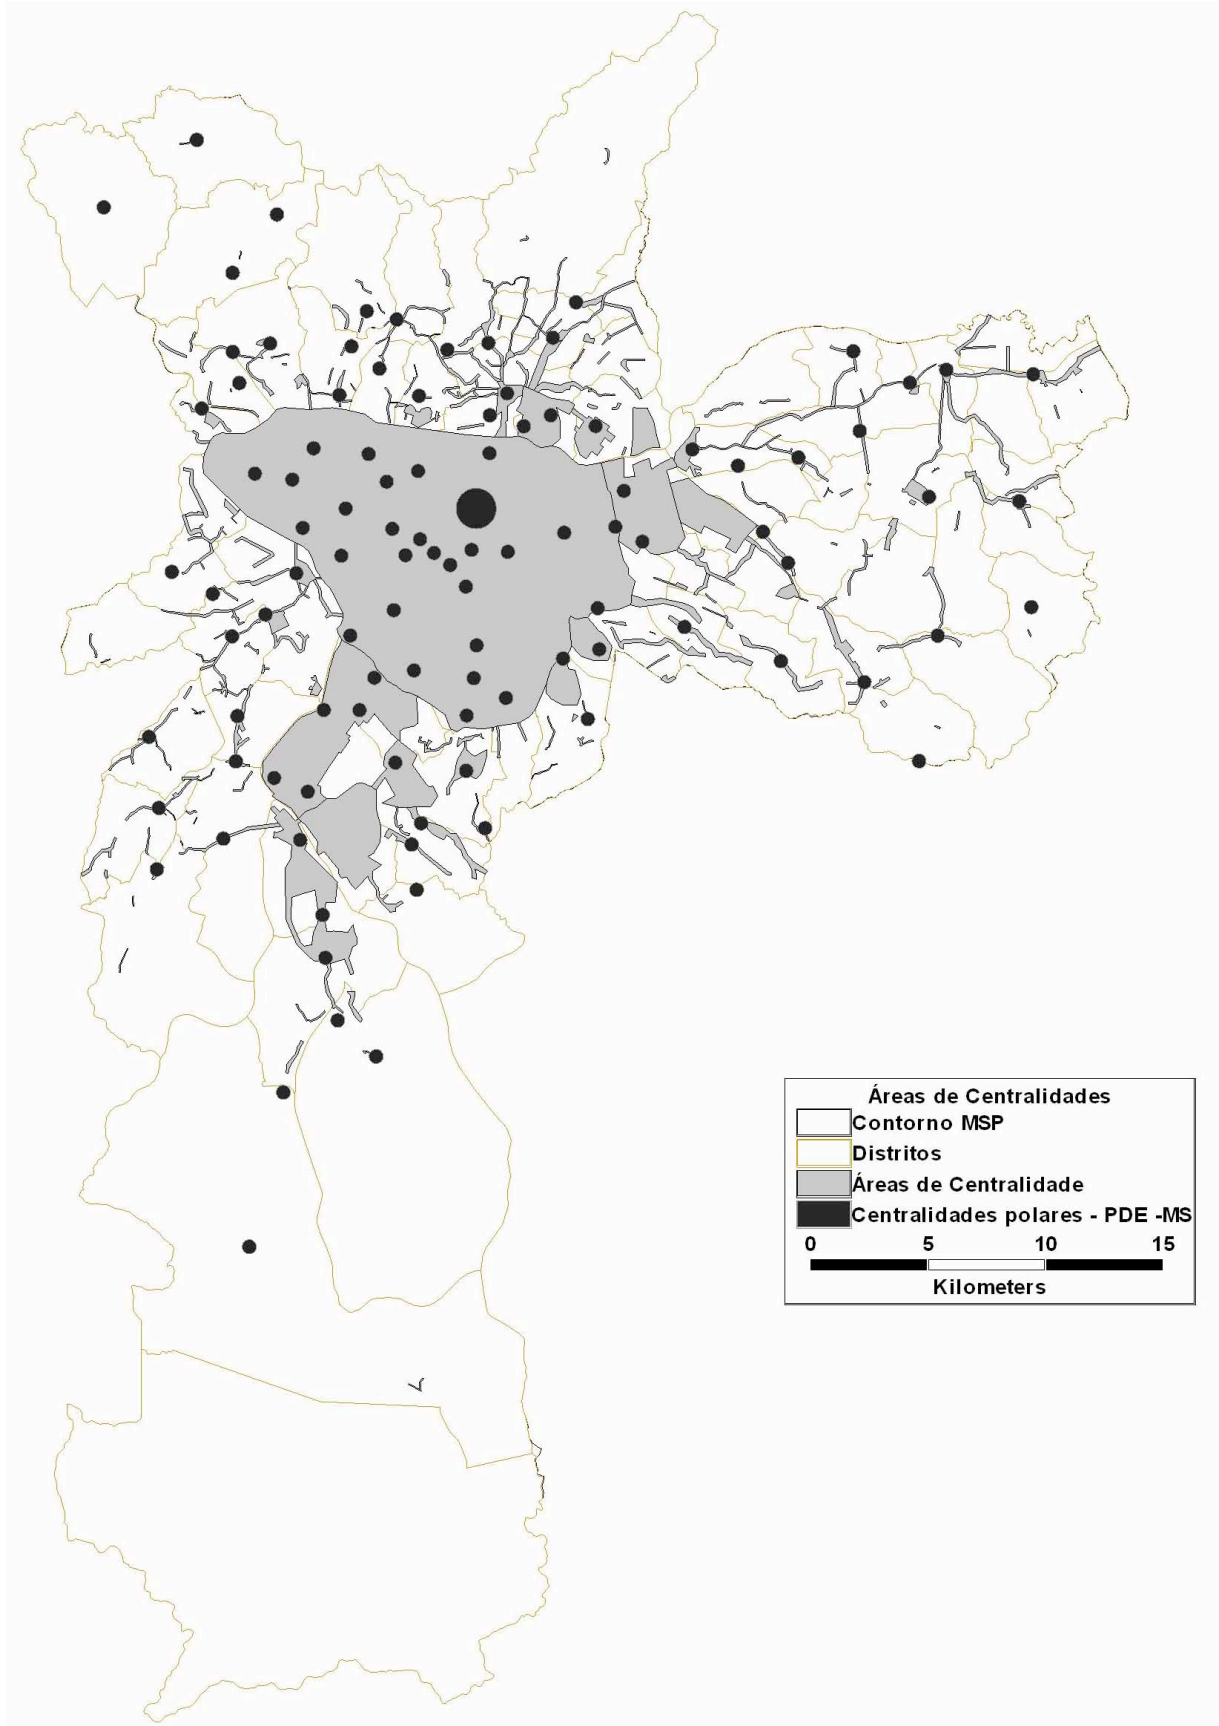 Áreas de Centralidades
Contorno MSP
Distritos
Áreas de Centralidade
Centralidades polares - PDE -MS
0 5 10 15
Kilometers